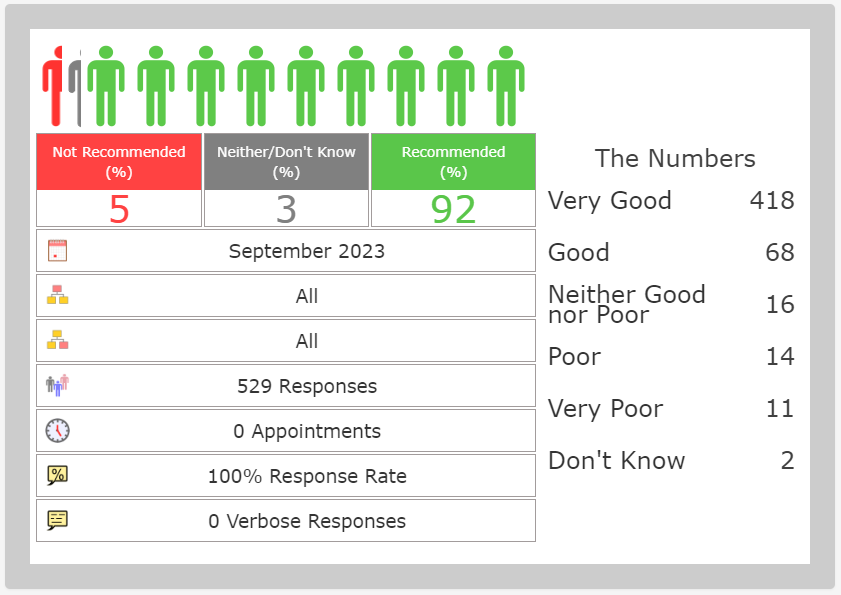 Not Recommended
(%)
Neither/Don't Know
(%)
Recommended
(%)
5
3
92
September 2023
All
All
529 Responses
0 Appointments
%
100% Response Rate
0 Verbose Responses
The Numbers
Very Good 418
Good 68
Neither Good
nor Poor 16
Poor 14
Very Poor 11
Don't Know 2